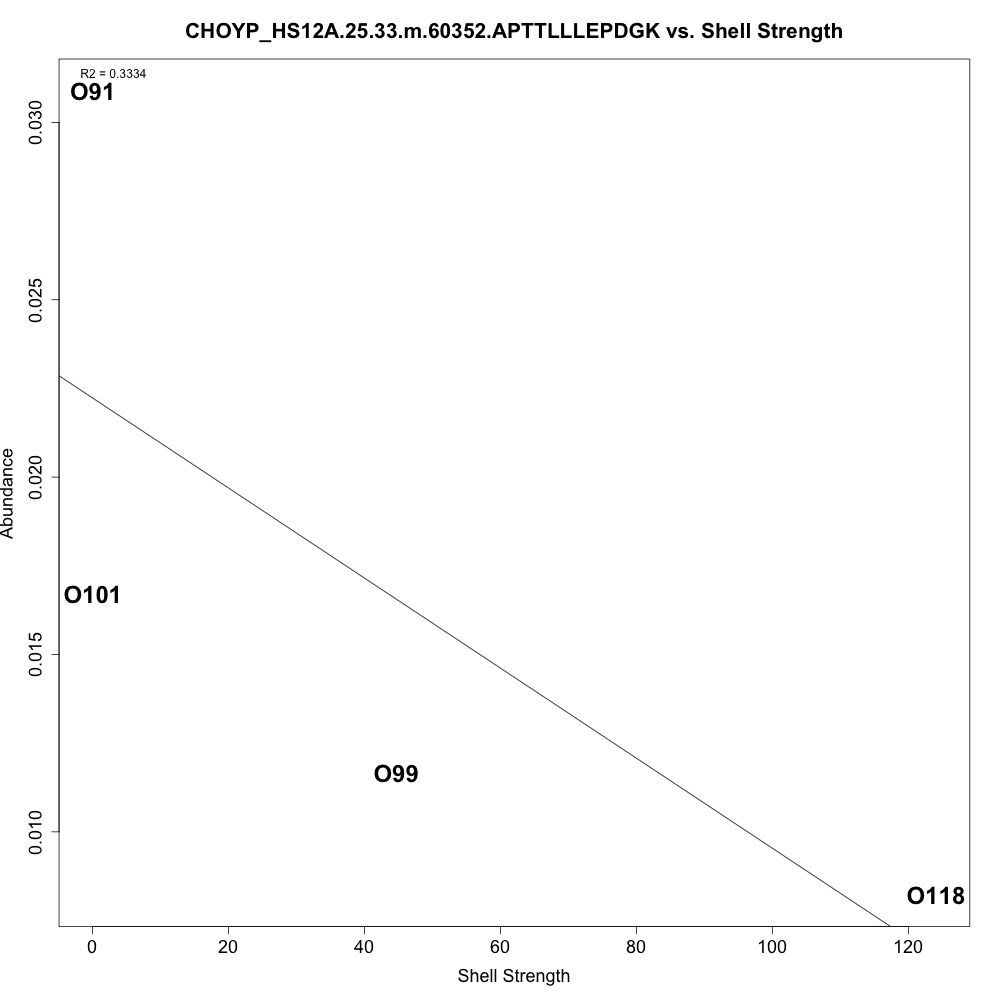 CHOYP_HS12A.25.33.m.60352.APTTLLLEPDGK vs. Shell Strength
R2 = 0.3334
O91
0.030
0.025
0.020
Abundance
O101
0.015
O99
0.010
O118
0 20 40 60 80 100 120
Shell Strength